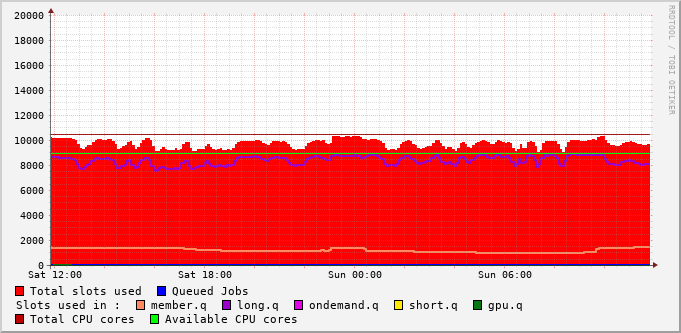 RRDTOOL / TOBI OETIKER
20000
18000
16000
14000
12000
10000
8000
6000
4000
2000
0
Sat 12:00 Sat 18:00 Sun 00:00 Sun 06:00
Total slots used Queued Jobs
Slots used in : member.q long.q ondemand.q short.q gpu.q
Total CPU cores Available CPU cores